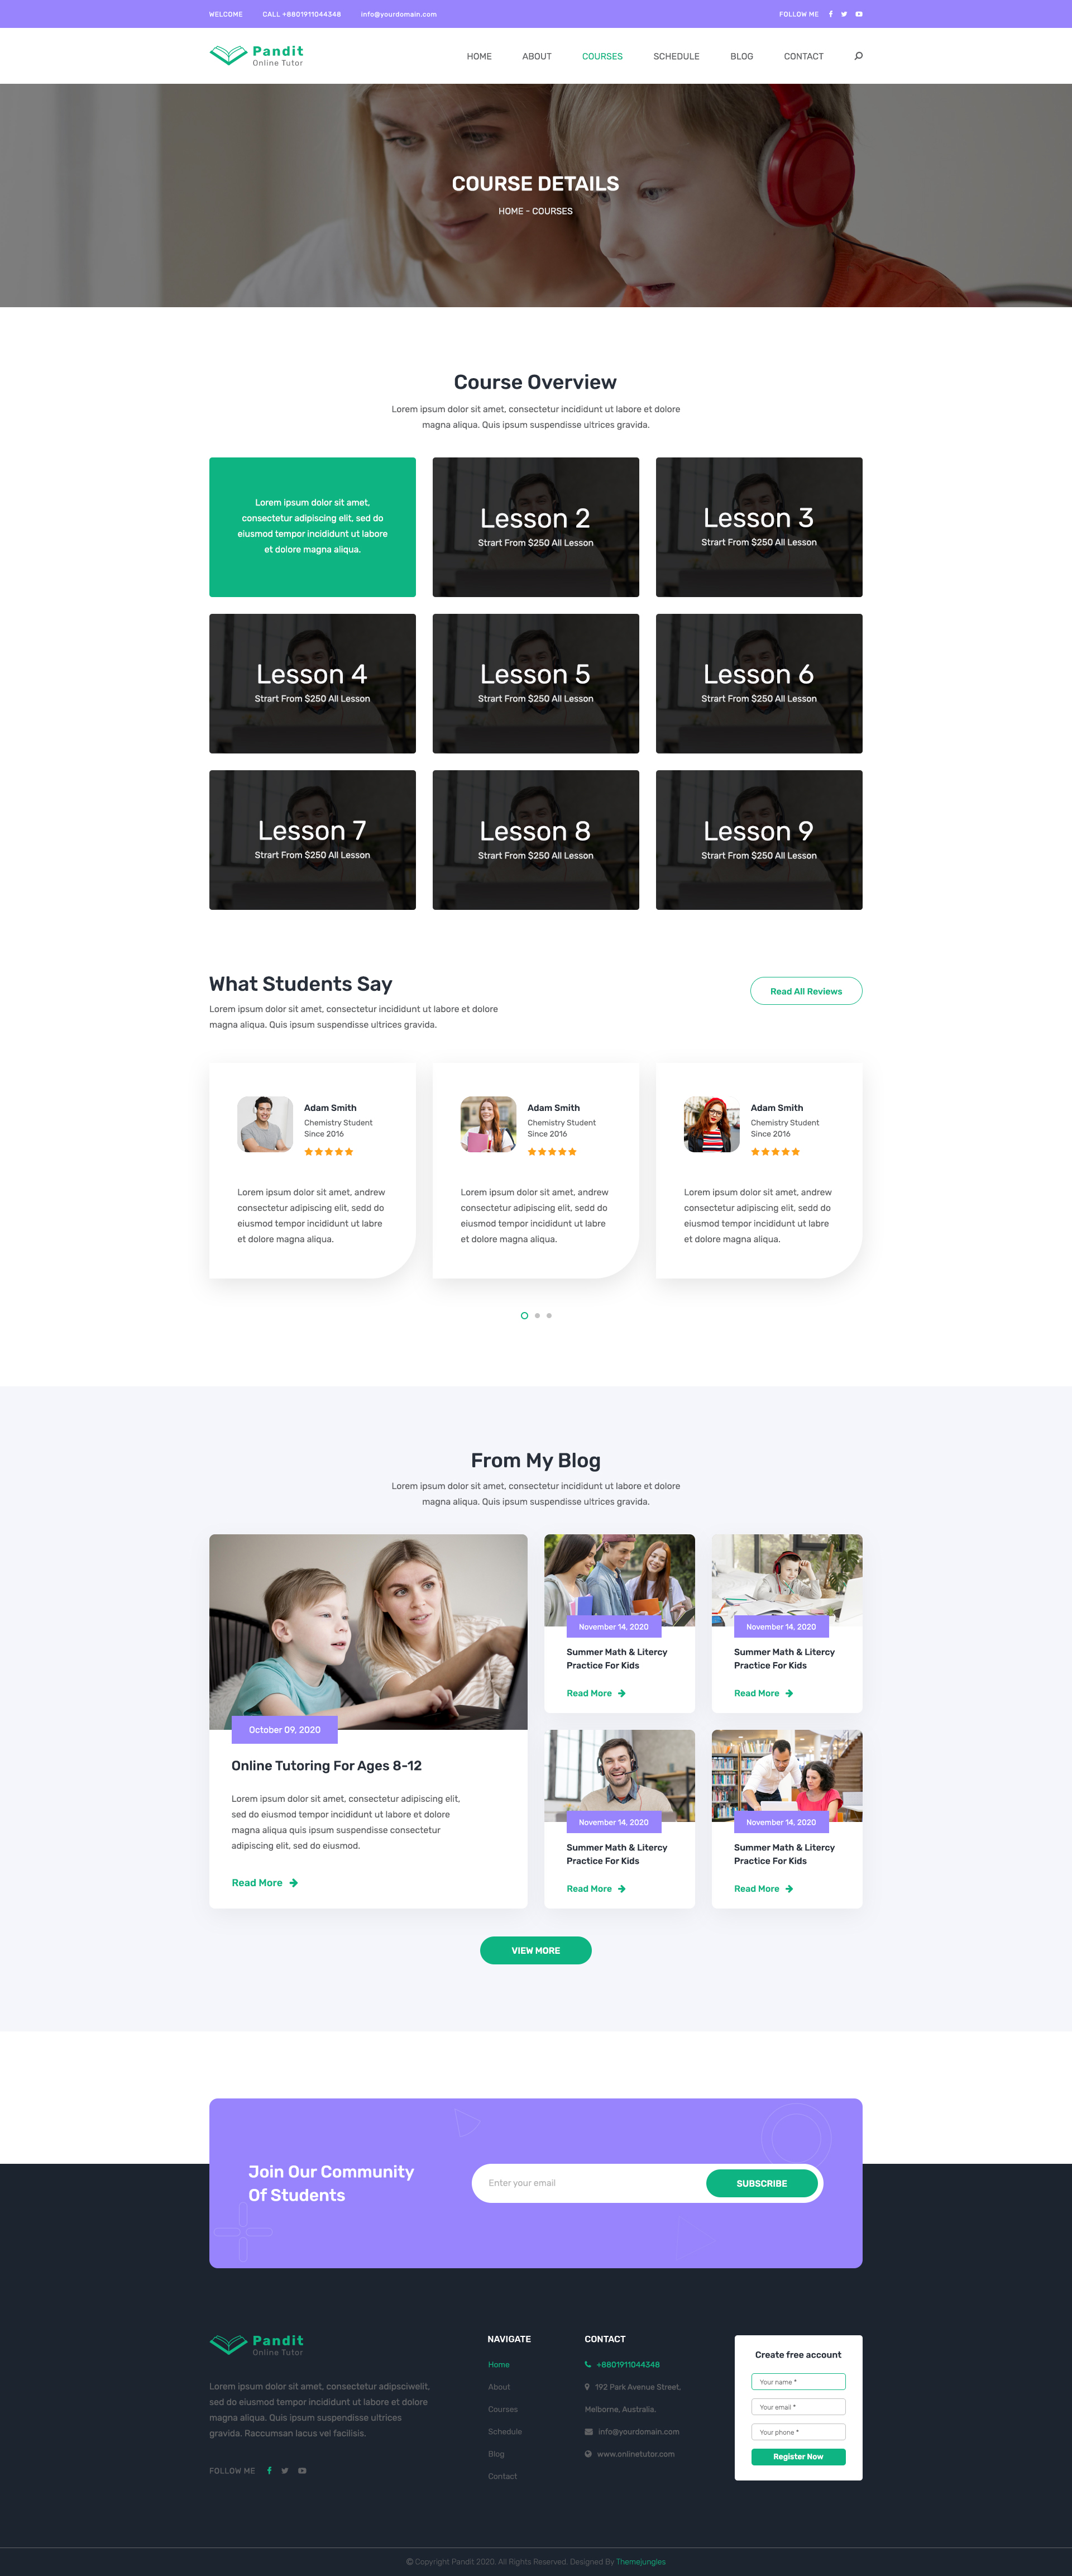 WELCOME CALL +8801911044348 info@yourdomain.com FOLLOW ME
Pandit
Online Tutor
HOME ABOUT COURSES SCHEDULE BLOG CONTACT
COURSE DETAILS
HOME - COURSES
Course Overview
Lorem ipsum dolor sit amet, consectetur incididunt ut labore et dolore
magna aliqua. Quis ipsum suspendisse ultrices gravida.
Lorem ipsum dolor sit amet,
consectetur adipiscing elit, sed do
eiusmod tempor incididunt ut labore
et dolore magna aliqua.
Lesson 2
Strart From $250 All Lesson
Lesson 3
Strart From $250 All Lesson
Lesson 4
Strart From $250 All Lesson
Lesson 5
Strart From $250 All Lesson
Lesson 6
Strart From $250 All Lesson
Lesson 7
Strart From $250 All Lesson
Lesson 8
Strart From $250 All Lesson
Lesson 9
Strart From $250 All Lesson
What Students Say
Lorem ipsum dolor sit amet, consectetur incididunt ut labore et dolore
magna aliqua. Quis ipsum suspendisse ultrices gravida.
Read All Reviews
Adam Smith
Chemistry Student
Since 2016
Lorem ipsum dolor sit amet, andrew
consectetur adipiscing elit, sedd do
eiusmod tempor incididunt ut labre
et dolore magna aliqua.
Adam Smith
Chemistry Student
Since 2016
Lorem ipsum dolor sit amet, andrew
consectetur adipiscing elit, sedd do
eiusmod tempor incididunt ut labre
et dolore magna aliqua.
Adam Smith
Chemistry Student
Since 2016
Lorem ipsum dolor sit amet, andrew
consectetur adipiscing elit, sedd do
eiusmod tempor incididunt ut labre
et dolore magna aliqua.
From My Blog
Lorem ipsum dolor sit amet, consectetur incididunt ut labore et dolore
magna aliqua. Quis ipsum suspendisse ultrices gravida.
October 09, 2020
Online Tutoring For Ages 8-12
Lorem ipsum dolor sit amet, consectetur adipiscing elit,
sed do eiusmod tempor incididunt ut labore et dolore
magna aliqua quis ipsum suspendisse consectetur
adipiscing elit, sed do eiusmod.
Read More
November 14, 2020
Summer Math & Litercy
Practice For Kids
Read More
November 14, 2020
Summer Math & Litercy
Practice For Kids
Read More
November 14, 2020
Summer Math & Litercy
Practice For Kids
Read More
November 14, 2020
Summer Math & Litercy
Practice For Kids
Read More
VIEW MORE
Join Our Community
Of Students
Enter your email
SUBSCRIBE
Pandit
Online Tutor
Lorem ipsum dolor sit amet, consectetur adipsciwelit,
sed do eiusmod tempor incididunt ut labore et dolore
magna aliqua. Quis ipsum suspendisse ultrices
gravida. Raccumsan lacus vel facilisis.
FOLLOW ME
NAVIGATE
Home
About
Courses
Schedule
Blog
Contact
CONTACT
+8801911044348
192 Park Avenue Street,
Melborne, Australia.
info@yourdomain.com
www.onlinetutor.com
Create free account
Your name *
Your email *
Your phone *
Register Now
© Copyright Pandit 2020. All Rights Reserved. Designed By Themejungles